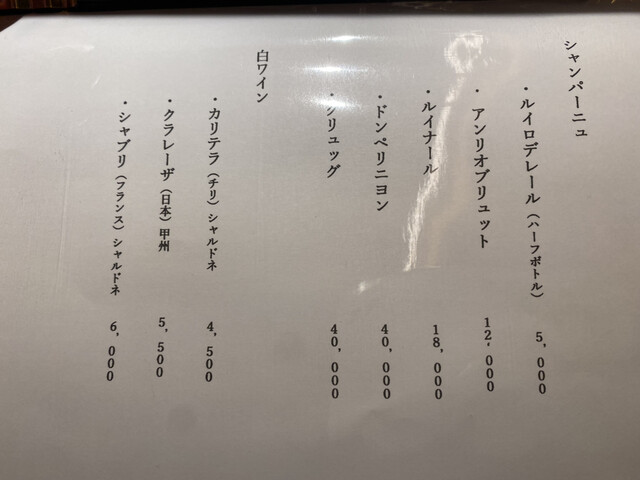 シャンパーニュ
・ルイロデレール（ハーフボトル） 5,000
・アンリオブリュット 12,000
・ルイナール 18,000
・ドンペリニヨン 40,000
・クリュッグ 40,000
白ワイン
・カリテラ（チリ）シャルドネ 4,500
・クラレーザ（日本）甲州 5,500
・シャブリ（フランス）シャルドネ 6,000